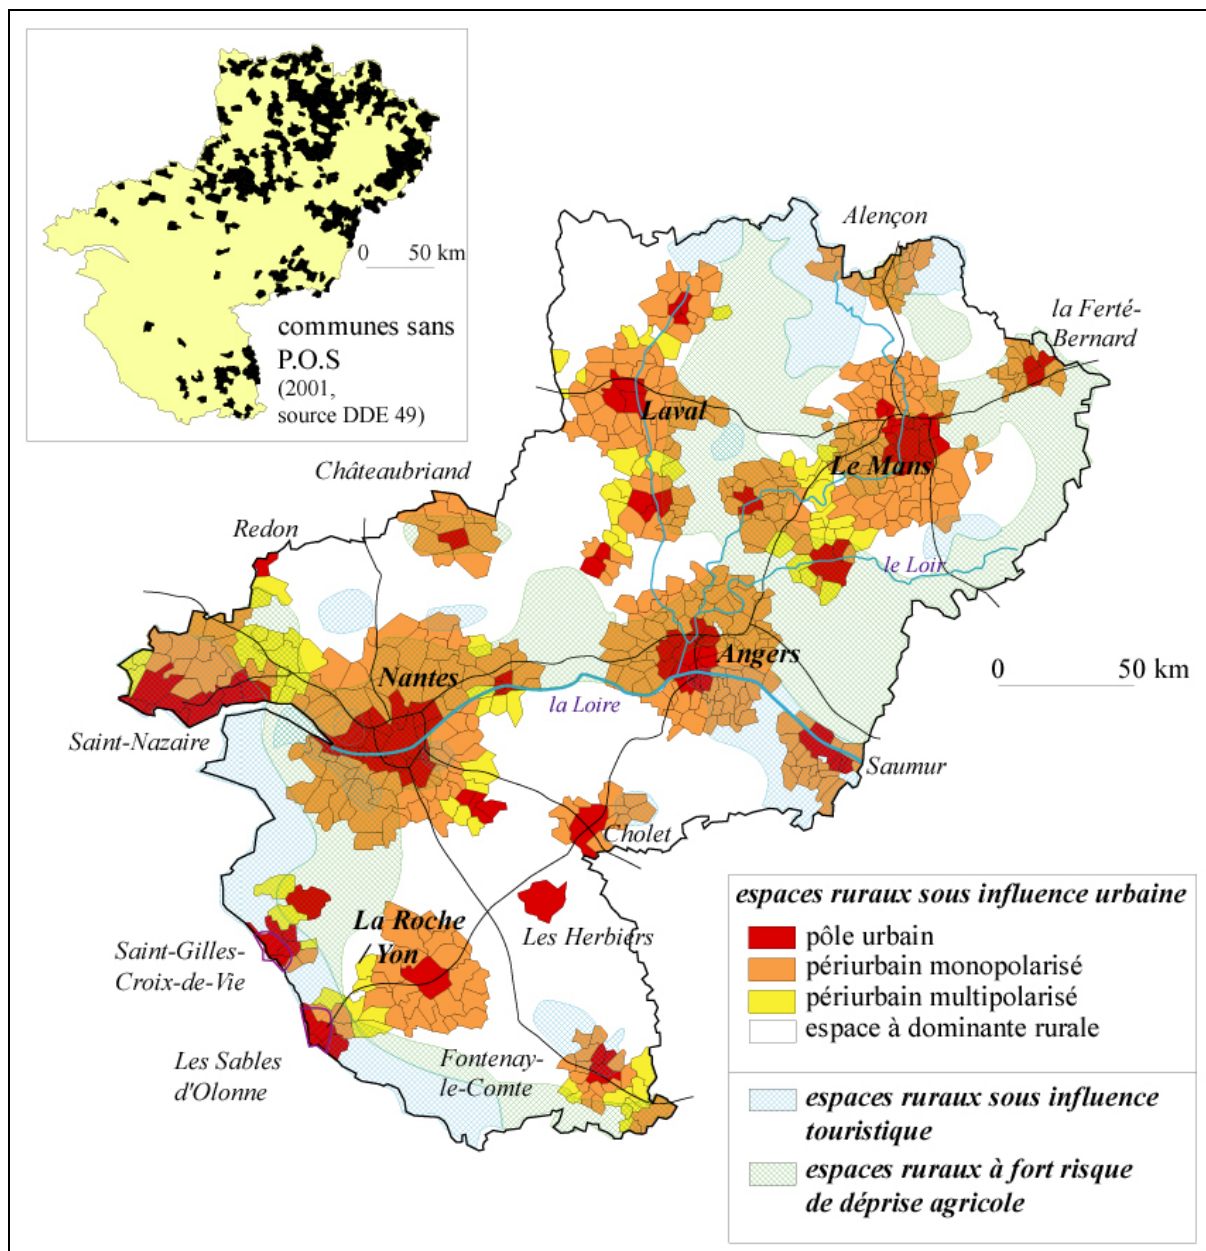 0 50 km
communes sans
P.O.S
(2001,
source DDE 49)
Alençon
la Ferté-
Bernard
Laval
Le Mans
Châteaubriand
Redon
le Loir
Nantes
Angers
la Loire
0 50 km
Saint-Nazaire
Saumur
Cholet
La Roche
/ Yon
Les Herbiers
Saint-Gilles-
Croix-de-Vie
Les Sables
d'Olonne
Fontenay-
le-Comte
espaces ruraux sous influence urbaine
pôle urbain
périurbain monopolarisé
périurbain multipolarisé
espace à dominante rurale
espaces ruraux sous influence
touristique
espaces ruraux à fort risque
de déprise agricole